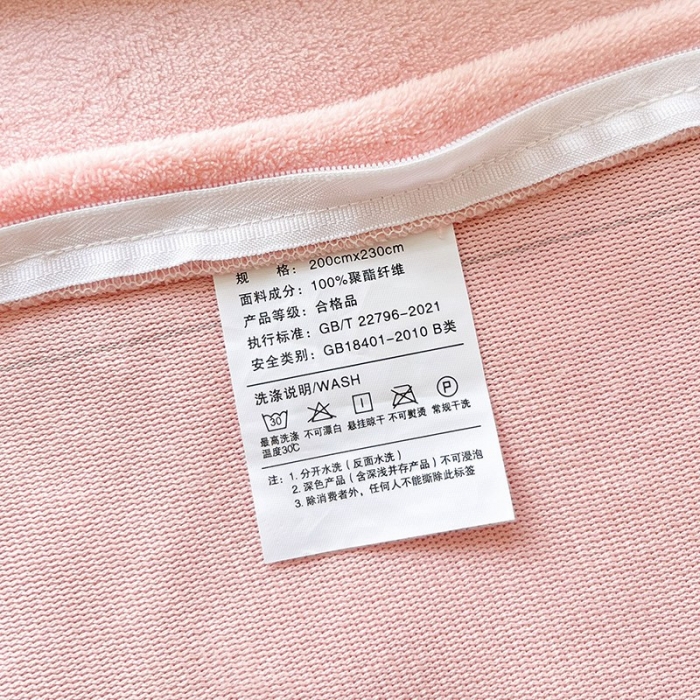 规 格: 200cmx230cm
面料成分: 100%聚酯纤维
产品等级: 合格品
执行标准: GB/T 22796-2021
安全类别: GB18401-2010 B类
洗涤说明/WASH
30 P
最高洗涤 不可漂白 悬挂晾干 不可熨烫 常规干洗
温度30℃
注: 1. 分开水洗（反面水洗）
2. 深色产品（含深浅并存产品）不可浸泡
3. 除消费者外，任何人不能撕除此标签